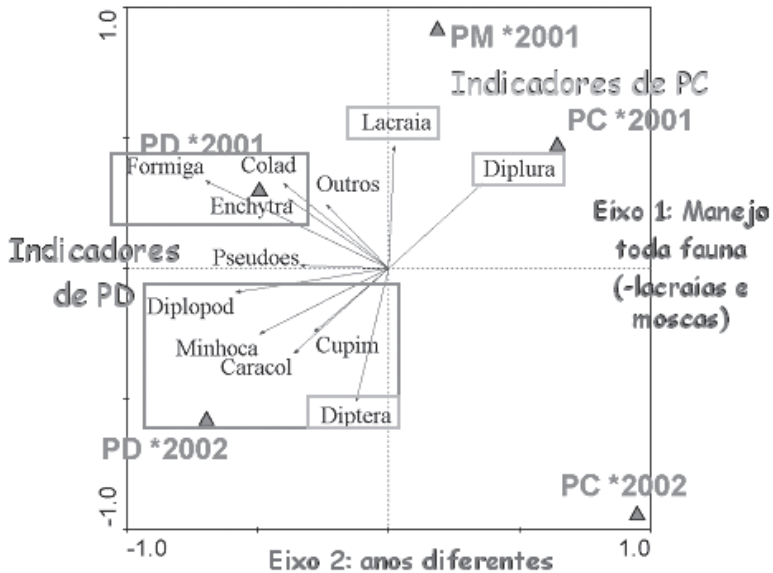 1.0
PM *2001
Indicadores de PC
Lacraia
PC *2001
PD *2001
Formiga
Colad
Diplura
Outros
Enchytra
Eixo 1: Manejo
toda fauna
(-lacraias e
moscas)
Indicadores
de PD
Pseudoes
Diplopod
Minhoca
Cupim
Caracol
Diptera
PD *2002
PC *2002
-1.0
-1.0
1.0
Eixo 2: anos diferentes